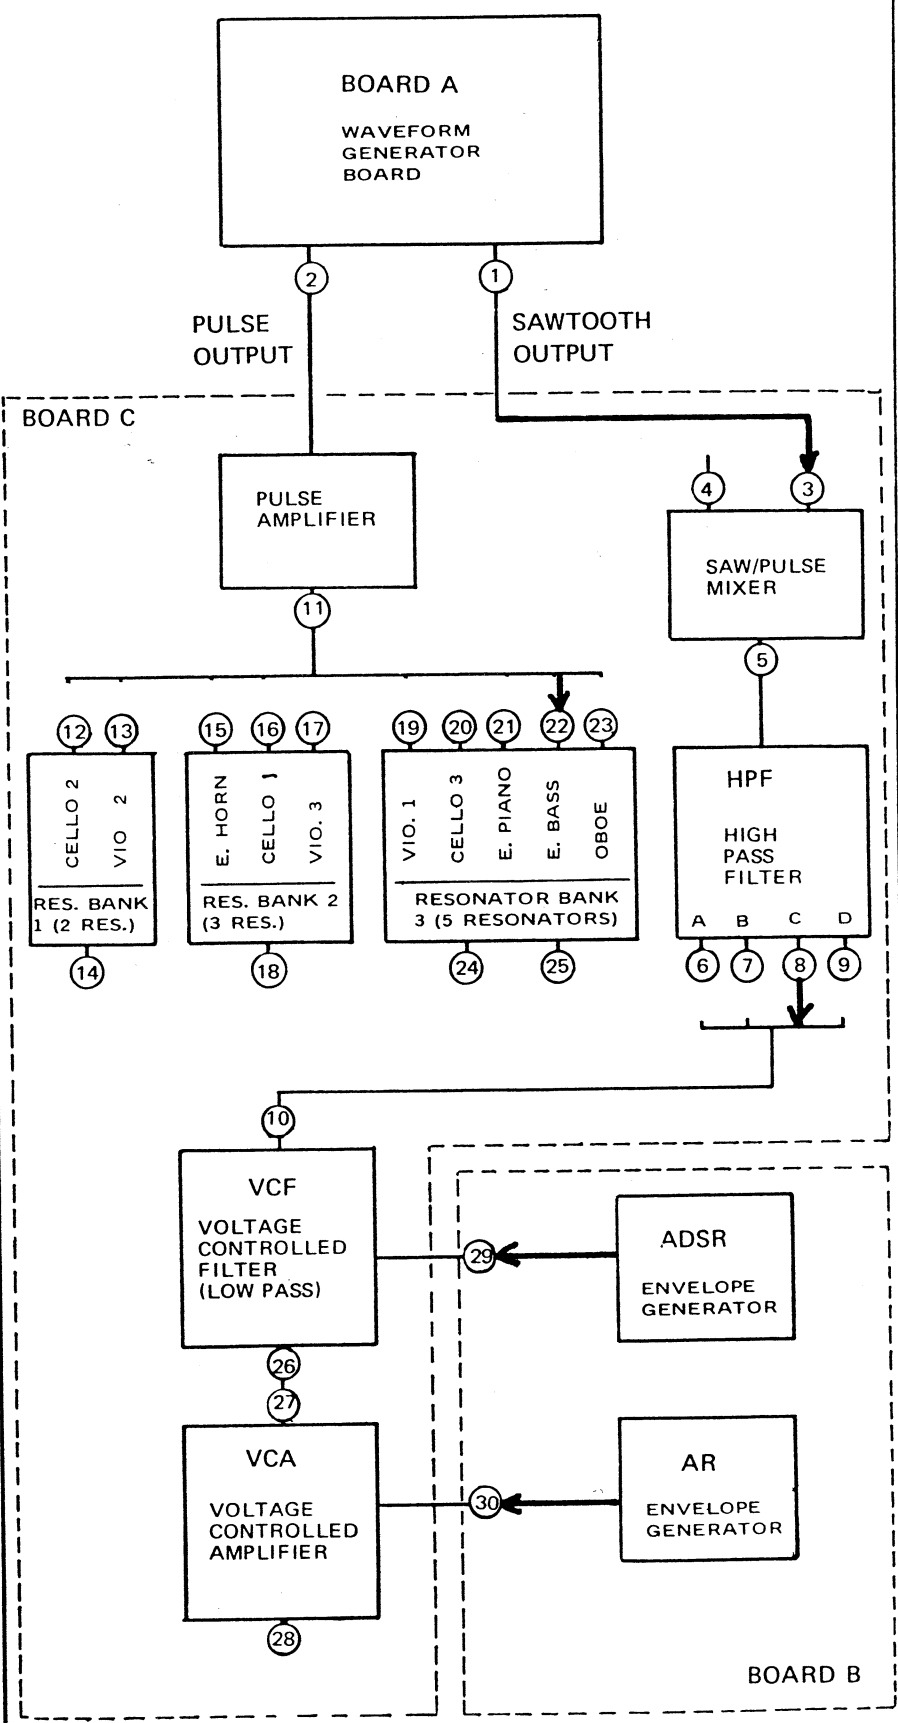 BOARD A
WAVEFORM
GENERATOR
BOARD
2
1
PULSE
OUTPUT
SAWTOOTH
OUTPUT
BOARD C
PULSE
AMPLIFIER
11
4
3
SAW/PULSE
MIXER
5
12
13
CELLO 2
VIO 2
RES. BANK
1 (2 RES.)
14
15
16
17
E. HORN
CELLO 1
VIO. 3
RES. BANK 2
(3 RES.)
18
19
20
21
22
23
VIO. 1
CELLO 3
E. PIANO
E. BASS
OBOE
RESONATOR BANK
3 (5 RESONATORS)
24
25
HPF
HIGH
PASS
FILTER
A B C D
6
7
8
9
10
VCF
VOLTAGE
CONTROLLED
FILTER
(LOW PASS)
29
ADSR
ENVELOPE
GENERATOR
26
27
VCA
VOLTAGE
CONTROLLED
AMPLIFIER
30
AR
ENVELOPE
GENERATOR
28
BOARD B